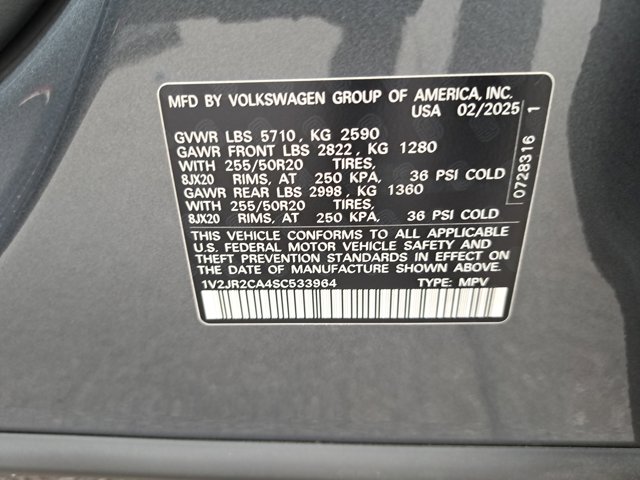 MFD BY VOLKSWAGEN GROUP OF AMERICA, INC.
USA 02/2025
GVWR LBS 5710, KG 2590
GAWR FRONT LBS 2822, KG 1280
WITH 255/50R20 TIRES,
8JX20 RIMS, AT 250 KPA, 36 PSI COLD
GAWR REAR LBS 2998, KG 1360
WITH 255/50R20 TIRES,
8JX20 RIMS, AT 250 KPA, 36 PSI COLD
THIS VEHICLE CONFORMS TO ALL APPLICABLE
U.S. FEDERAL MOTOR VEHICLE SAFETY AND
THEFT PREVENTION STANDARDS IN EFFECT ON
THE DATE OF MANUFACTURE SHOWN ABOVE.
1V2JR2CA4SC533964 TYPE: MPV
0728316 1